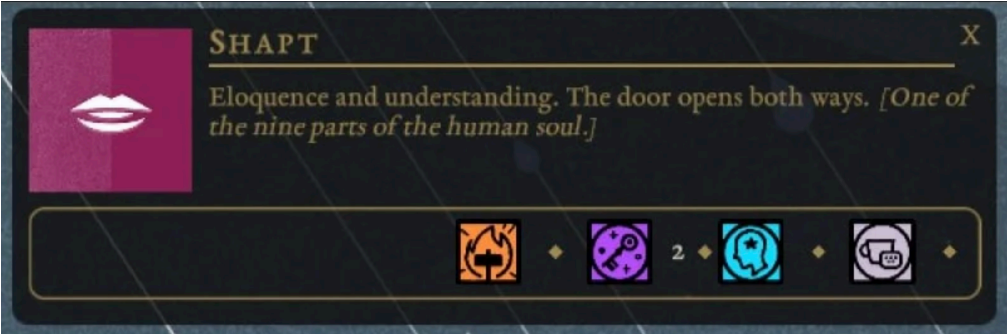 SHAPT
X
Eloquence and understanding. The door opens both ways. [One of
the nine parts of the human soul.]
2